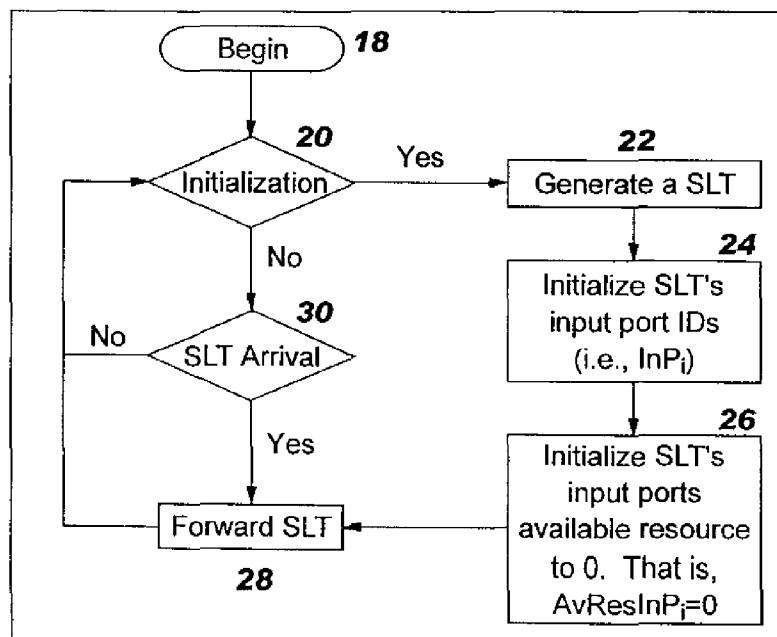 Begin
18
20
Initialization
Yes
22
Generate a SLT
No
24
Initialize SLT's
input port IDs
(i.e., InPi)
30
SLT Arrival
No
Yes
26
Initialize SLT's
input ports
available resource
to 0. That is,
AvResInPi=0
Forward SLT
28